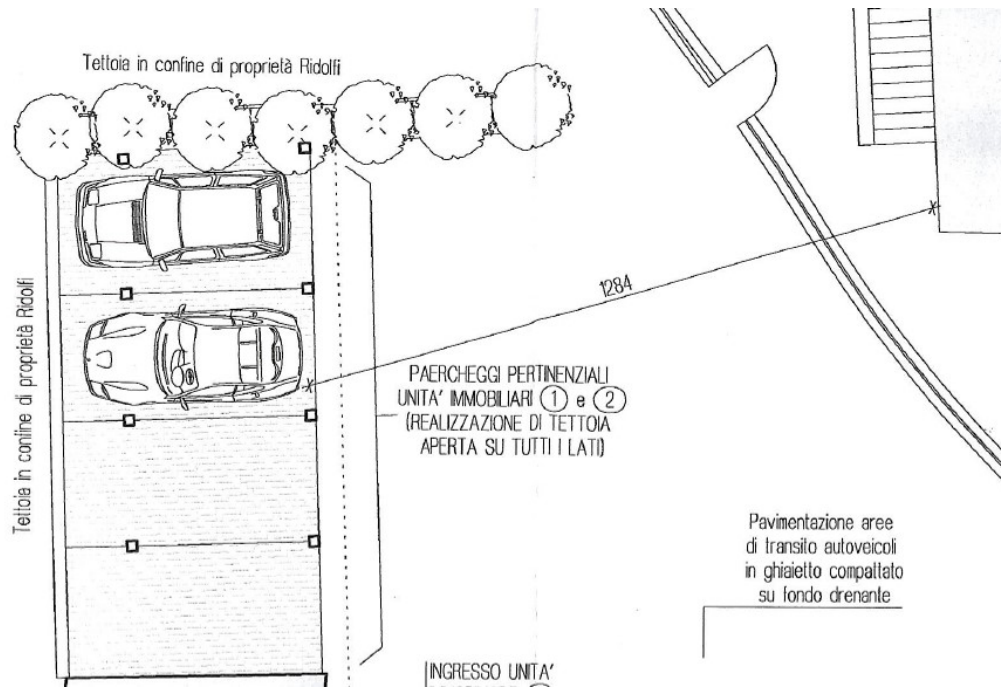 Tettoia in confine di proprietà Ridolfi
Tettoia in confine di proprietà Ridolfi
1284
PAERCHEGGI PERTINENZIALI
UNITA' IMMOBILIARI 1 e 2
(REALIZZAZIONE DI TETTOIA
APERTA SU TUTTI I LATI)
Pavimentazione aree
di transito autoveicoli
in ghiaietto compattato
su fondo drenante
INGRESSO UNITA'